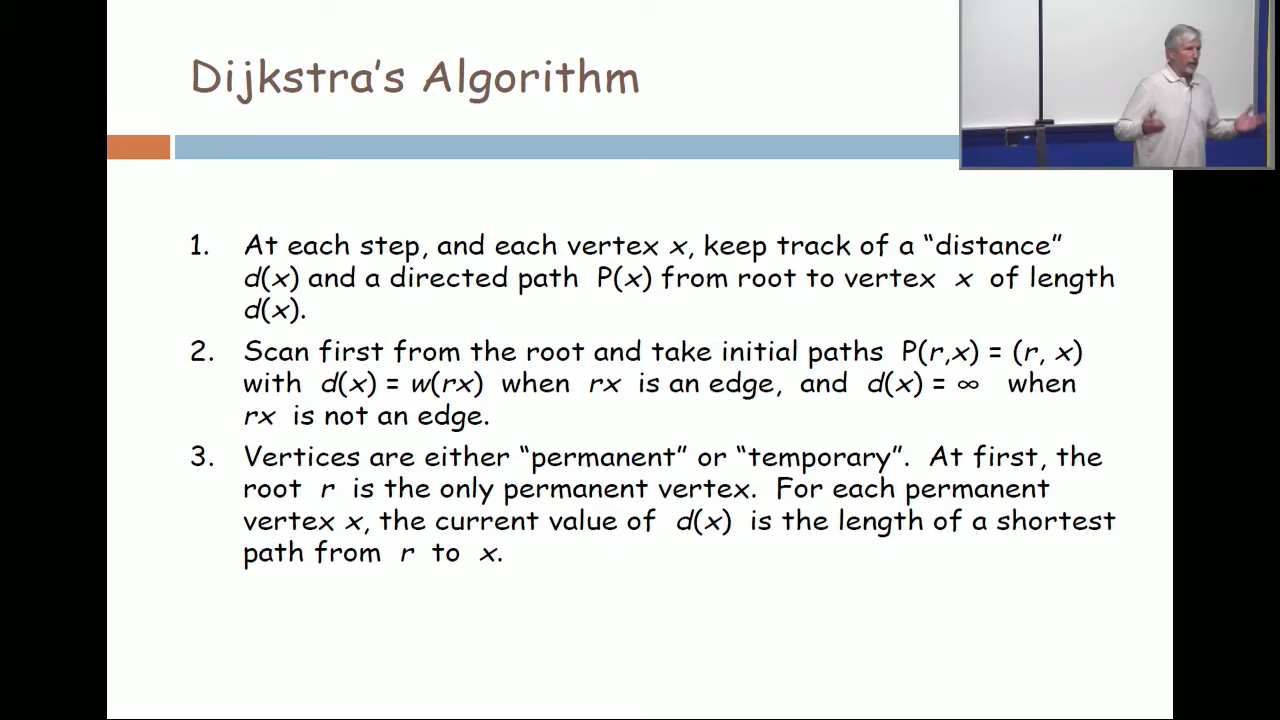 Dijkstra's Algorithm
1. At each step, and each vertex x, keep track of a “distance”
d(x) and a directed path P(x) from root to vertex x of length
d(x).
2. Scan first from the root and take initial paths P(r,x) = (r, x)
with d(x) = w(rx) when rx is an edge, and d(x) = ∞ when
rx is not an edge.
3. Vertices are either “permanent” or “temporary”. At first, the
root r is the only permanent vertex. For each permanent
vertex x, the current value of d(x) is the length of a shortest
path from r to x.